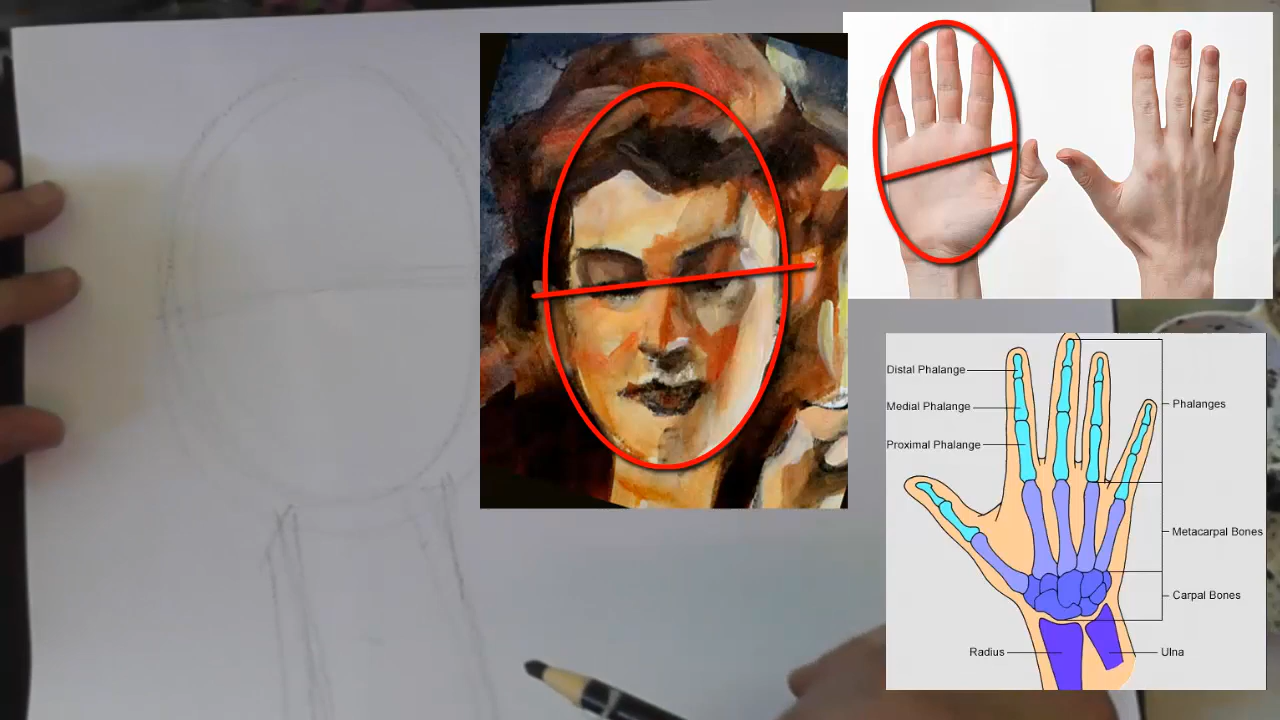 Distal Phalange
Medial Phalange
Proximal Phalange
Phalanges
Metacarpal Bones
Carpal Bones
Radius
Ulna